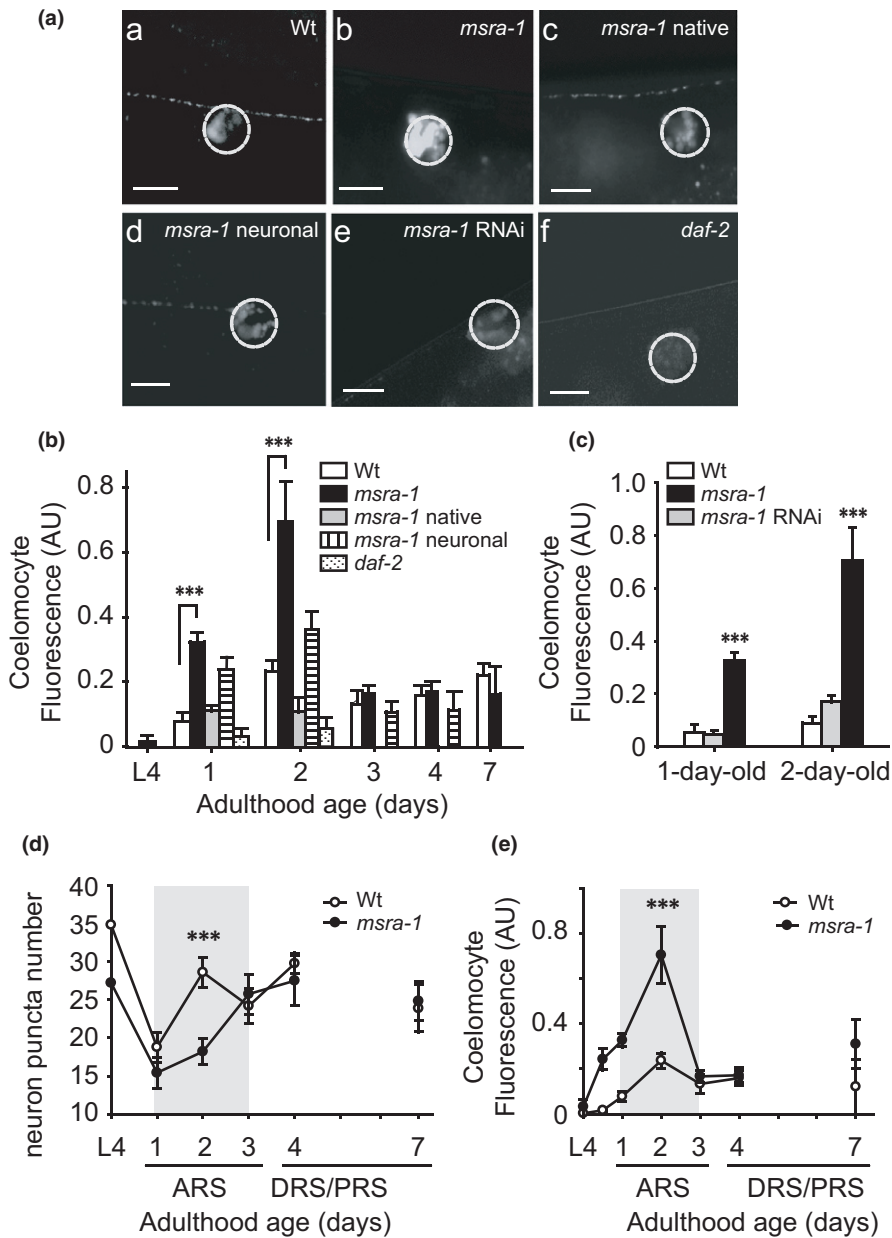 (a)
a Wt
b msra-1
c msra-1 native
d msra-1 neuronal
e msra-1 RNAi
f daf-2
(b)
Coelomocyte
Fluorescence (AU)
0.8
0.6
0.4
0.2
0
***
***
Wt
msra-1
msra-1 native
msra-1 neuronal
daf-2
L4 1 2 3 4 7
Adulthood age (days)
(c)
Coelomocyte
Fluorescence (AU)
1.0
0.8
0.6
0.4
0.2
0
Wt
msra-1
msra-1 RNAi
***
***
1-day-old 2-day-old
(d)
neuron puncta number
40
35
30
25
20
15
10
***
Wt
msra-1
L4 1 2 3 4 7
ARS DRS/PRS
Adulthood age (days)
(e)
Coelomocyte
Fluorescence (AU)
0.8
0.4
0
***
Wt
msra-1
L4 1 2 3 4 7
ARS DRS/PRS
Adulthood age (days)